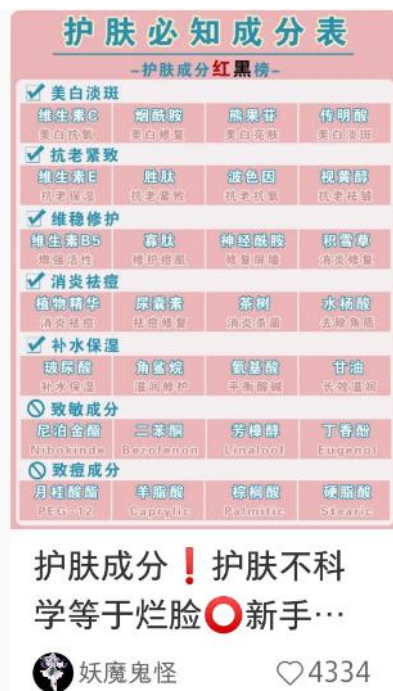 护肤必知成分表
-护肤成分红黑榜-
美白淡斑
维生素C 烟酰胺 熊果苷 传明酸
美白抗氧 美白修复 美白亮肤 美白淡斑
抗老紧致
维生素E 胜肽 波色因 视黄醇
抗老保湿 抗老紧致 抗老抗氧 抗老祛皱
维稳修护
维生素B5 寡肽 神经酰胺 积雪草
增强活性 修护痘肌 修复屏障 消炎修复
消炎祛痘
植物精华 尿囊素 茶树 水杨酸
消炎祛痘 祛痘修复 消炎杀菌 去除角质
补水保湿
玻尿酸 角鲨烷 氨基酸 甘油
补水保湿 滋润修护 平衡酸碱 长效滋润
致敏成分
尼泊金酯 二苯酮 芳樟醇 丁香酚
Nibokinde Bezofenon Linalool Eugenol
致痘成分
月桂酸酯 羊脂酸 棕榈酸 硬脂酸
PEG-12 Caprylic Palmitic Stearic
护肤成分❗护肤不科
学等于烂脸⭕新手…
妖魔鬼怪 4334